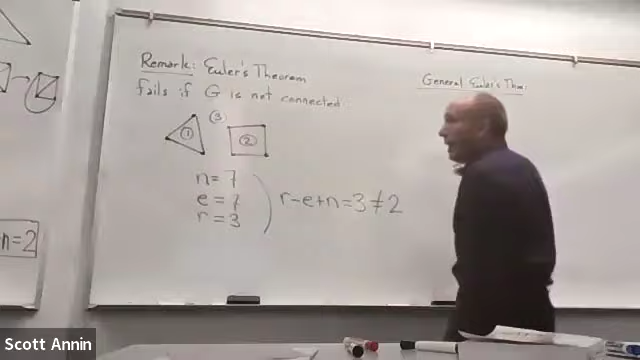 Remark: Euler's Theorem
fails if G is not connected.
①
③
②
n = 7
e = 7
r = 3
r-e+n=3≠2
General Euler's
n=2
Scott Annin